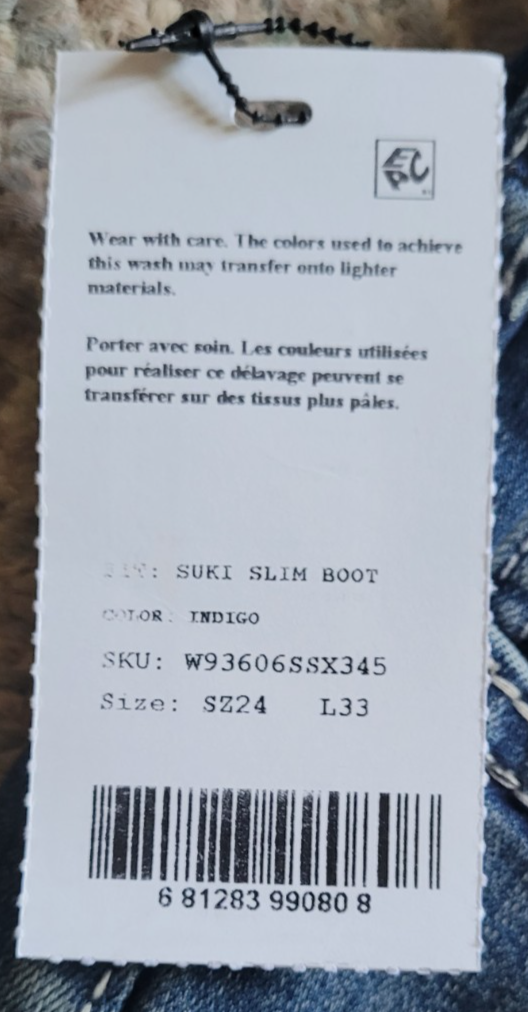 Wear with care. The colors used to achieve
this wash may transfer onto lighter
materials.
Porter avec soin. Les couleurs utilisées
pour réaliser ce délavage peuvent se
transférer sur des tissus plus pâles.
FIT: SUKI SLIM BOOT
COLOR: INDIGO
SKU: W93606SSX345
Size: SZ24 L33
6 81283 99080 8